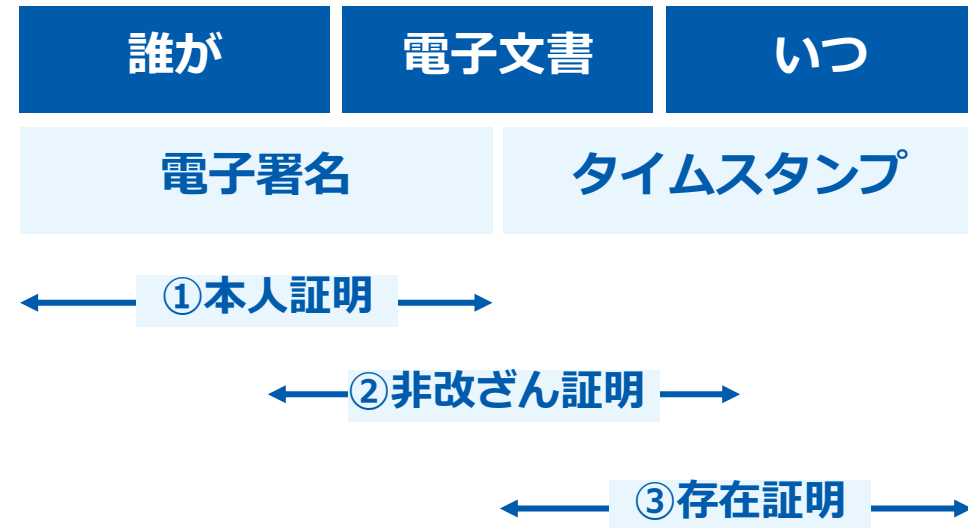 誰が 電子文書 いつ
電子署名 タイムスタンプ
①本人証明
②非改ざん証明
③存在証明